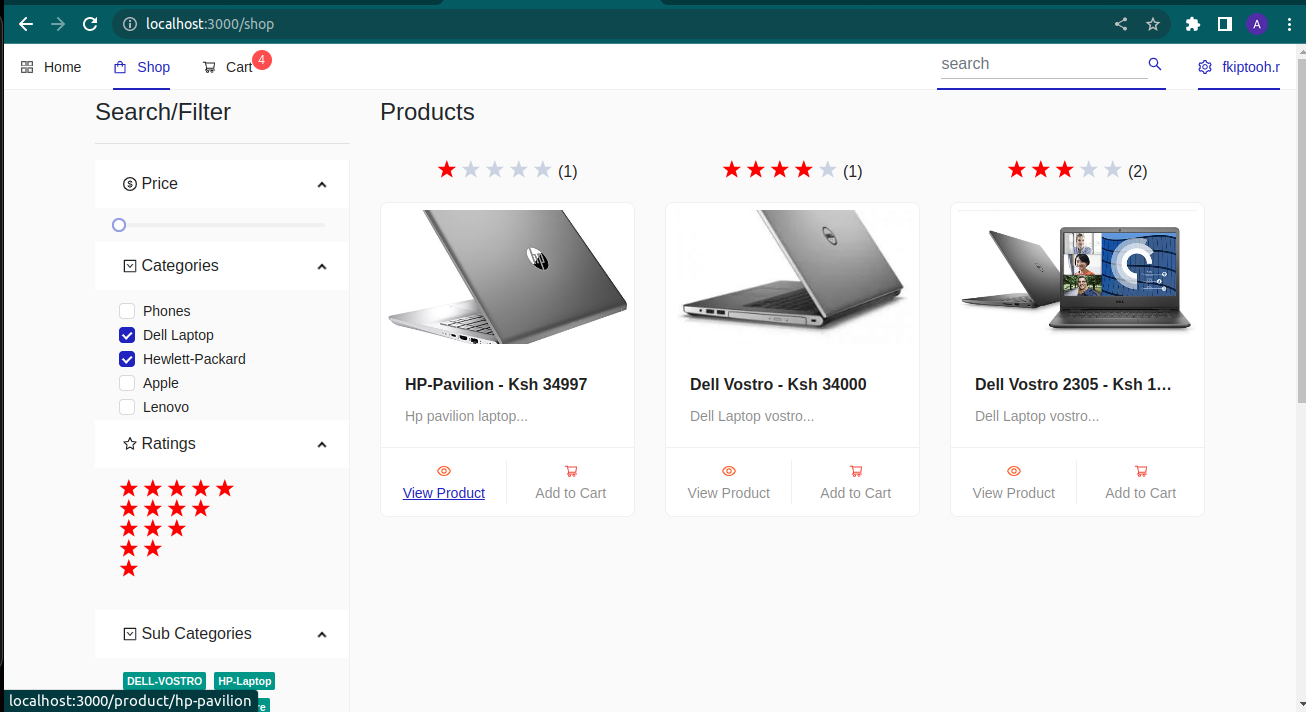 localhost:3000/shop
A
Home
Shop
Cart
4
search
fkiptooh.r
Search/Filter
Products
Price
Categories
Phones
Dell Laptop
Hewlett-Packard
Apple
Lenovo
Ratings
Sub Categories
DELL-VOSTRO HP-Laptop
localhost:3000/product/hp-pavilion
(1)
(1)
(2)
HP-Pavilion - Ksh 34997
Hp pavilion laptop...
View Product
Add to Cart
Dell Vostro - Ksh 34000
Dell Laptop vostro...
View Product
Add to Cart
Dell Vostro 2305 - Ksh 1...
Dell Laptop vostro...
View Product
Add to Cart